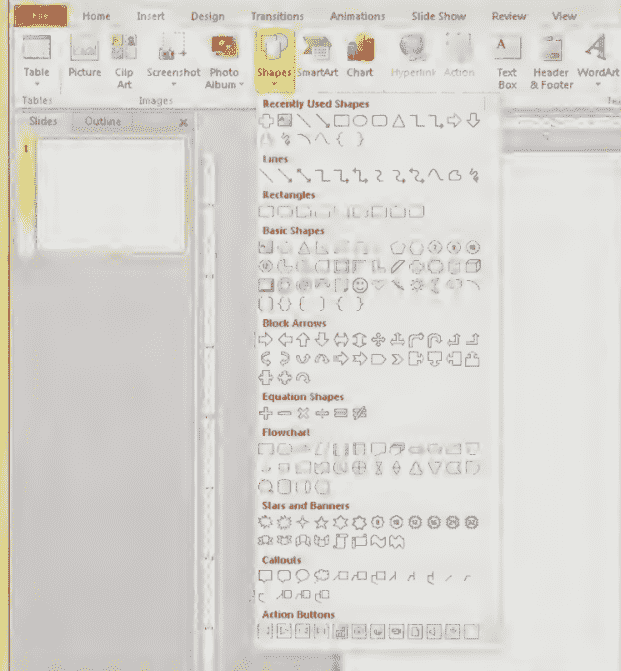 File Home Insert Design Transitions Animations Slide Show Review View
Table Picture Clip Art Screenshot Photo Album Shapes SmartArt Chart Hyperlink Action Text Box Header & Footer WordArt
Tables Images
Slides Outline
1
Recently Used Shapes
Lines
Rectangles
Basic Shapes
Block Arrows
Equation Shapes
Flowchart
Stars and Banners
Callouts
Action Buttons